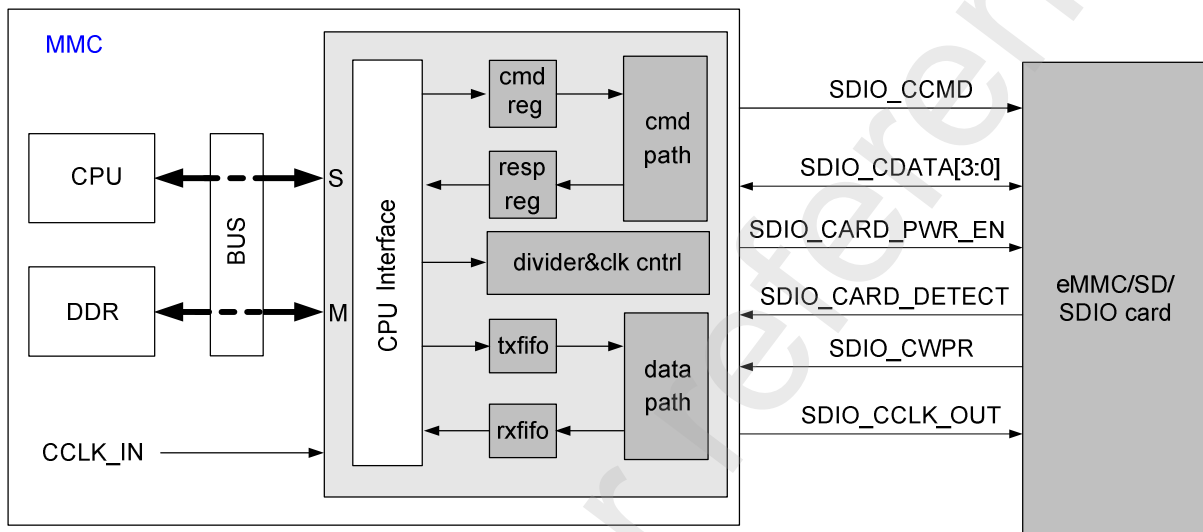 MMC
CPU
DDR
BUS
CCLK_IN
S
M
CPU Interface
cmd
reg
resp
reg
cmd
path
divider&clk cntrl
txfifo
rxfifo
data
path
SDIO_CCMD
SDIO_CDATA[3:0]
SDIO_CARD_PWR_EN
SDIO_CARD_DETECT
SDIO_CWPR
SDIO_CCLK_OUT
eMMC/SD/
SDIO card
r referen